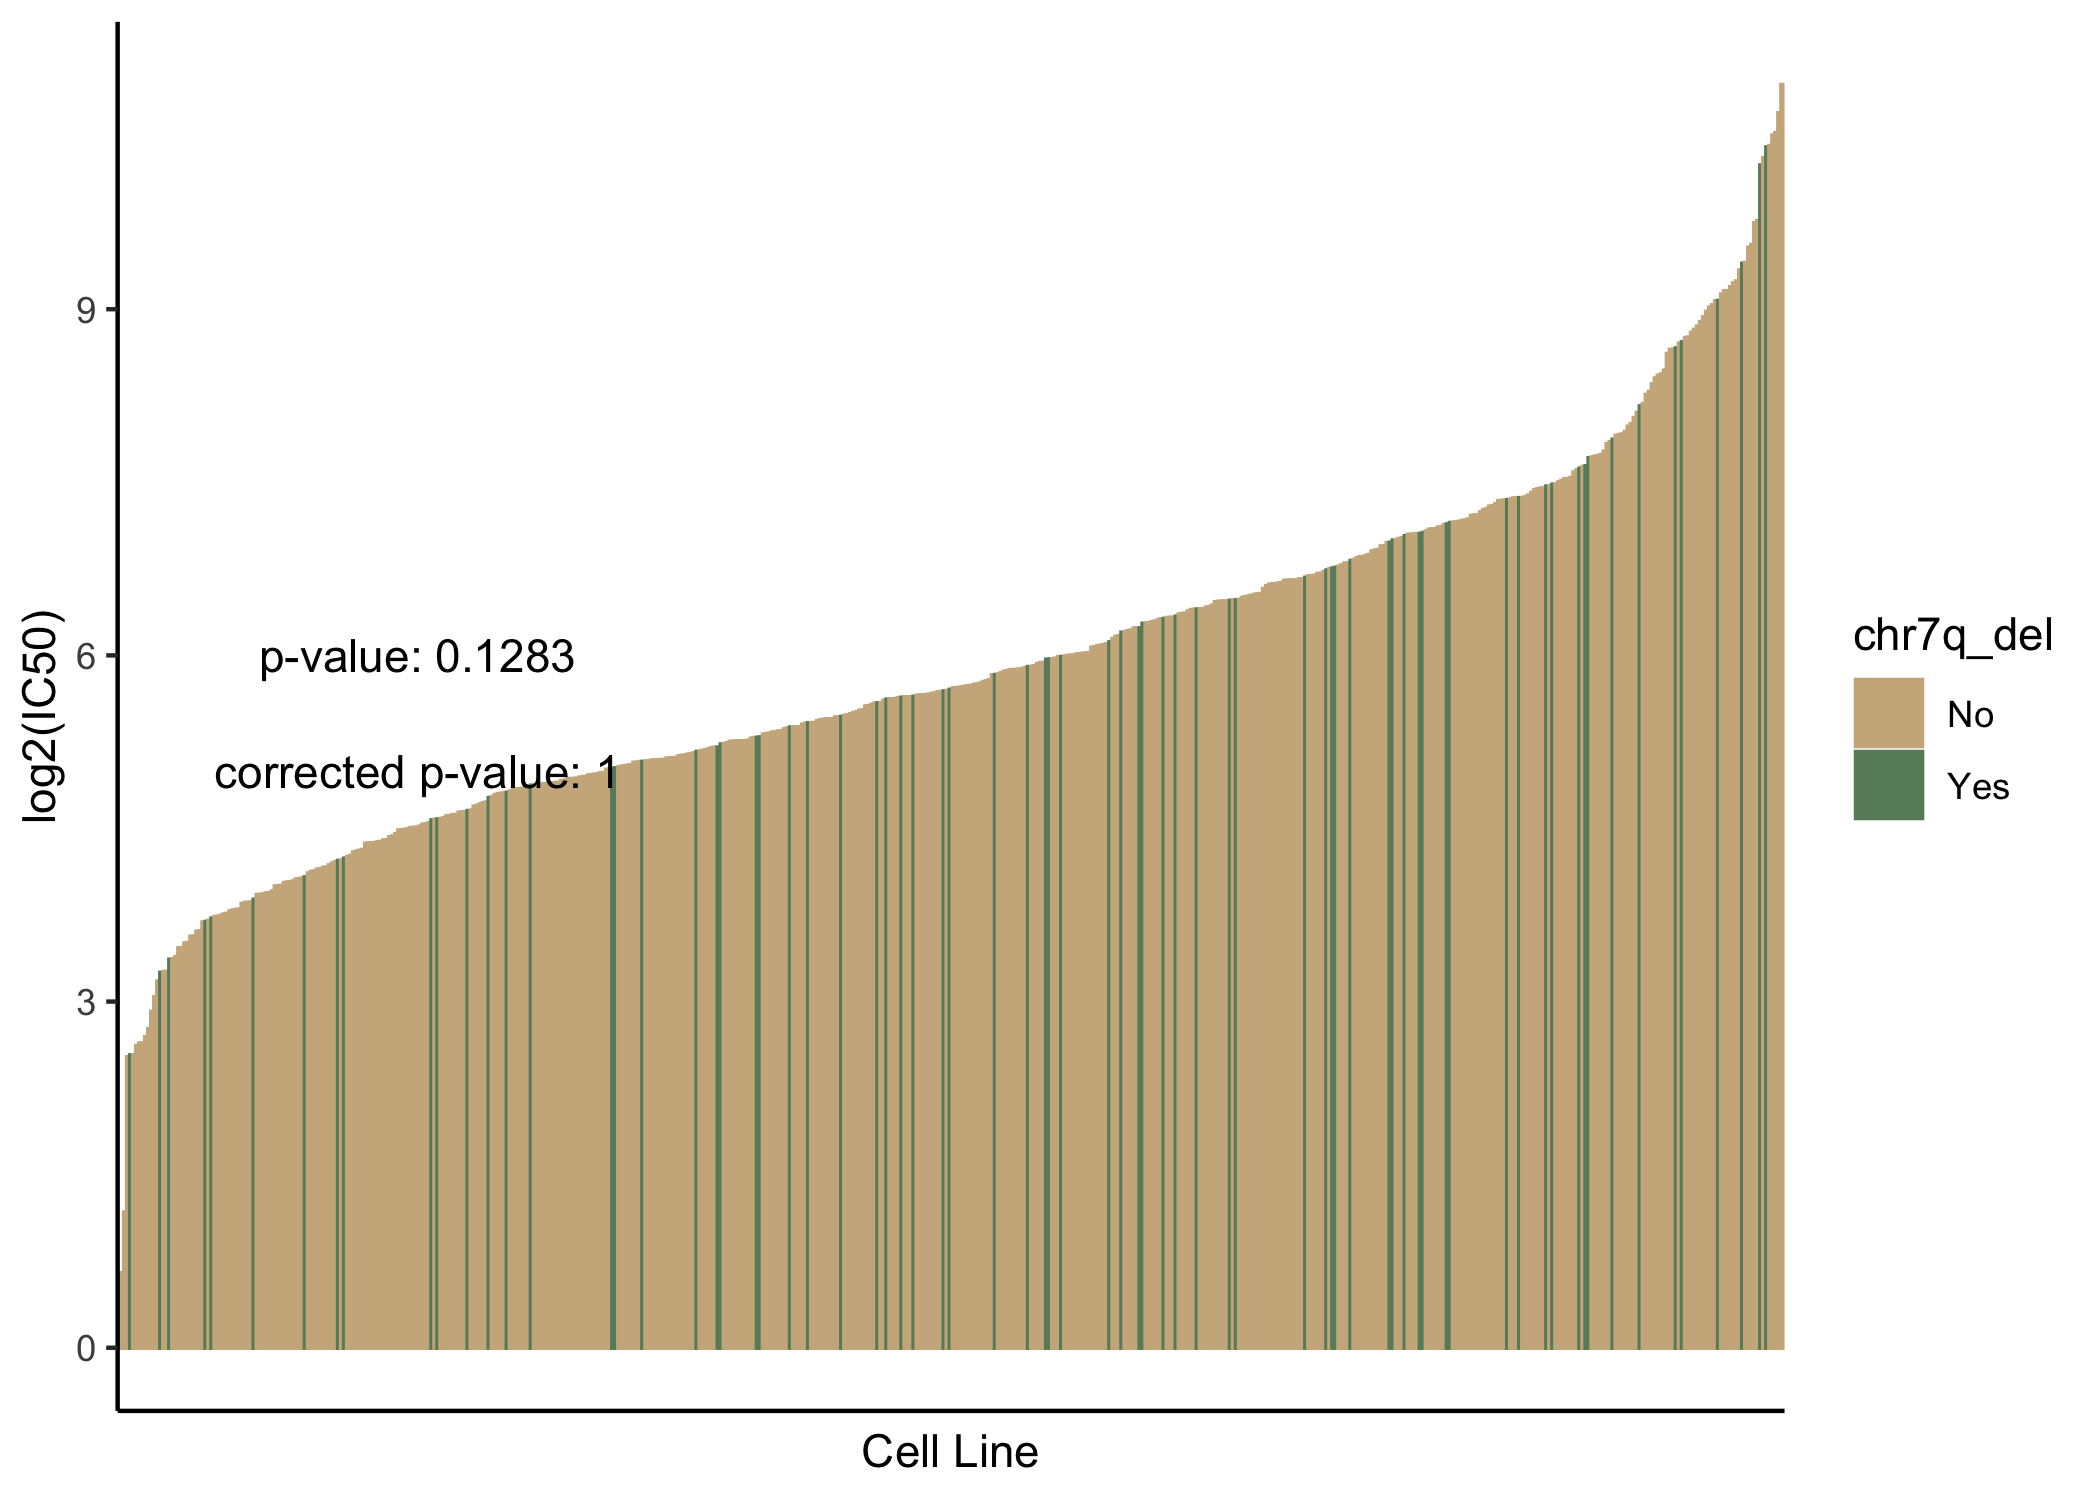 9
6
3
0
log2(IC50)
p-value: 0.1283
corrected p-value: 1
Cell Line
chr7q_del
No
Yes